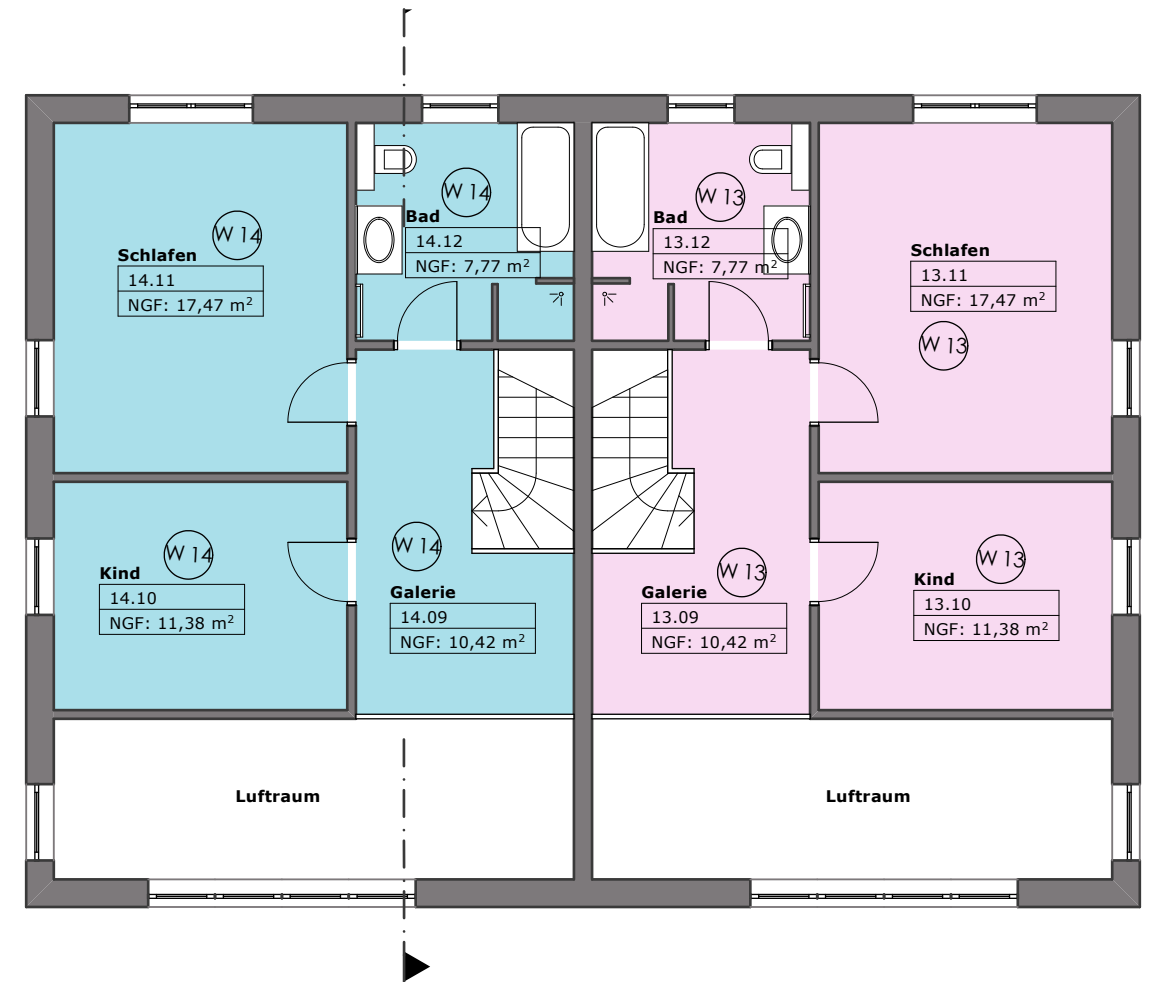 W 14
Schlafen
14.11
NGF: 17,47 m²
W 14
Bad
14.12
NGF: 7,77 m²
W 13
Bad
13.12
NGF: 7,77 m²
Schlafen
13.11
NGF: 17,47 m²
W 13
W 14
Kind
14.10
NGF: 11,38 m²
W 14
Galerie
14.09
NGF: 10,42 m²
W 13
Galerie
13.09
NGF: 10,42 m²
W 13
Kind
13.10
NGF: 11,38 m²
Luftraum
Luftraum